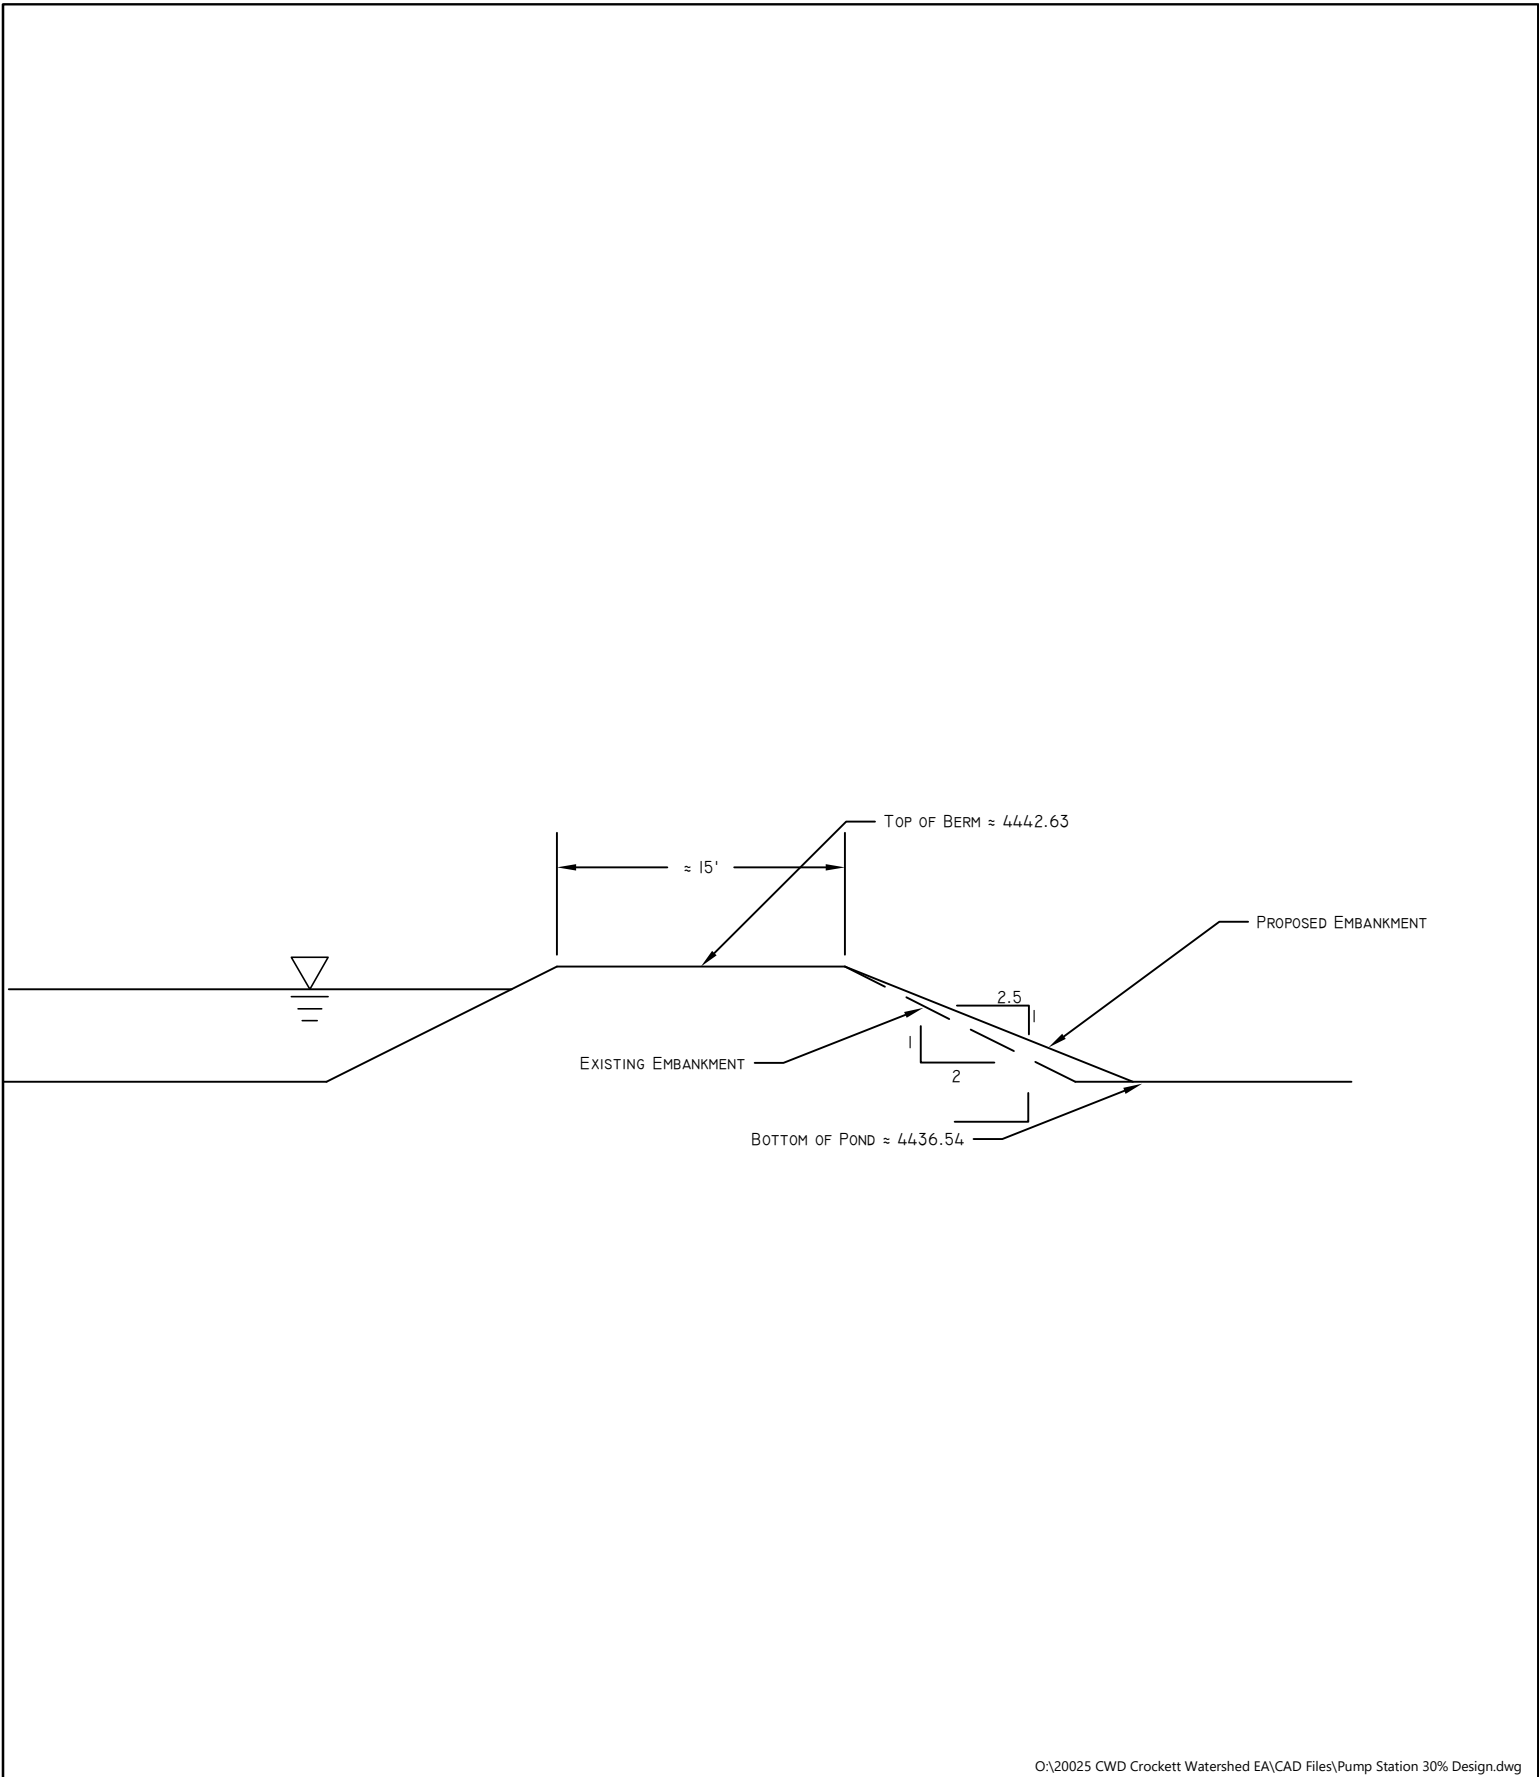 TOP OF BERM ≈ 4442.63
≈ 15'
PROPOSED EMBANKMENT
2.5
1
1
EXISTING EMBANKMENT
2
BOTTOM OF POND ≈ 4436.54
O:\20025 CWD Crockett Watershed EA\CAD Files\Pump Station 30% Design.dwg